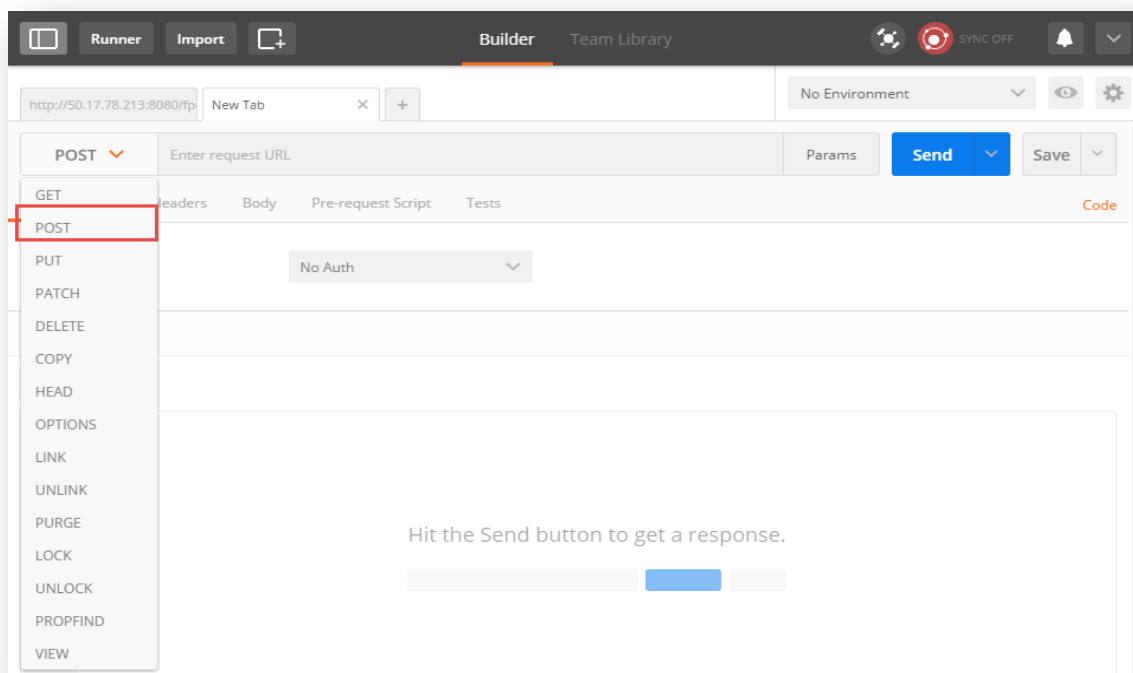 Runner Import Builder Team Library SYNC OFF
http://50.17.78.213:8080/fp New Tab × + No Environment
POST Enter request URL Params Send Save
GET
Headers Body Pre-request Script Tests Code
POST
PUT
No Auth
PATCH
DELETE
COPY
HEAD
OPTIONS
LINK
UNLINK
PURGE
Hit the Send button to get a response.
LOCK
UNLOCK
PROPFIND
VIEW